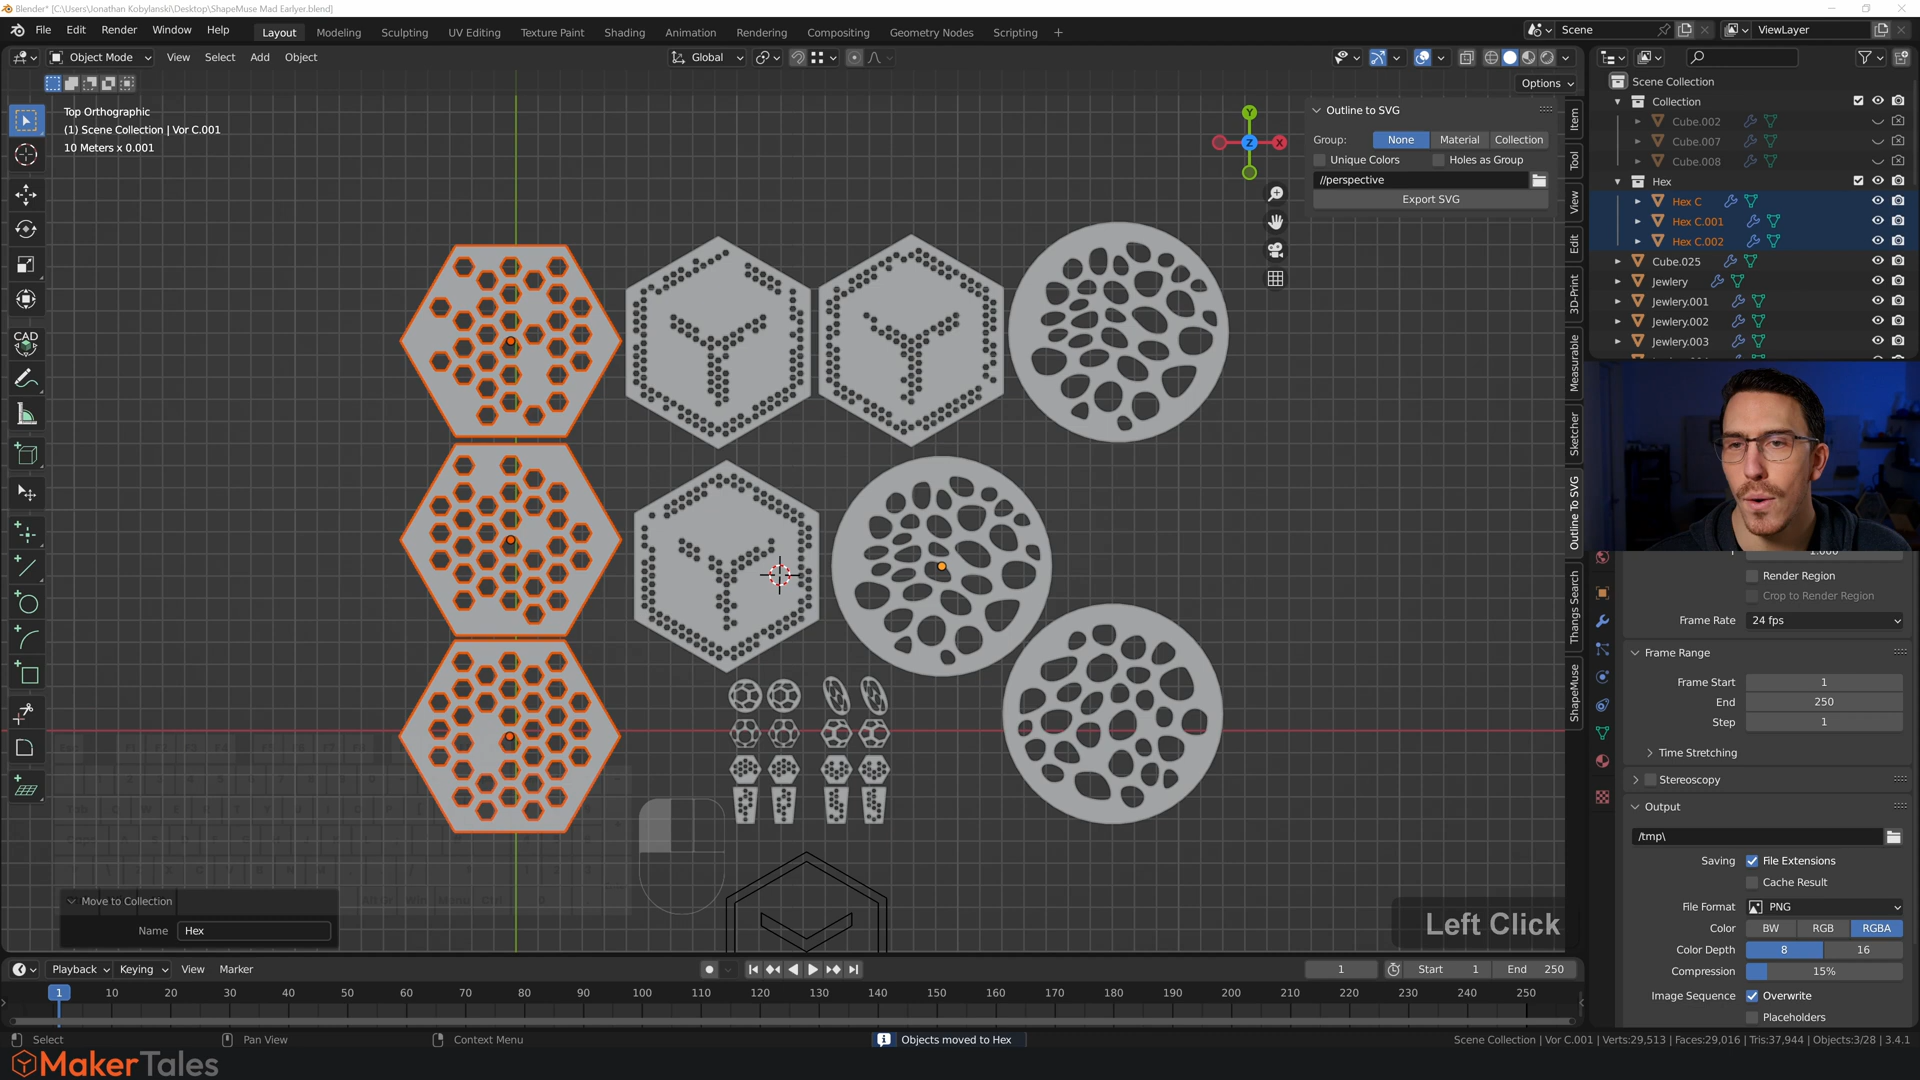 Blender* [C:\Users\Jonathan Kobylanski\Desktop\ShapeMuse Mad Earlyer.blend]
File Edit Render Window Help Layout Modeling Sculpting UV Editing Texture Paint Shading Animation Rendering Compositing Geometry Nodes Scripting + Scene ViewLayer
Object Mode View Select Add Object Global
Options
Top Orthographic
(1) Scene Collection | Vor C.001
10 Meters x 0.001
Y
X
Z
Outline to SVG
Group: None Material Collection
Unique Colors Holes as Group
//perspective
Export SVG
Item
Tool
View
Edit
3D-Print
Measurable
Sketcher
Outline To SVG
Thangs Search
ShapeMuse
CAD
Scene Collection
Collection
Cube.002
Cube.007
Cube.008
Hex
Hex C
Hex C.001
Hex C.002
Cube.025
Jewlery
Jewlery.001
Jewlery.002
Jewlery.003
Render Region
Crop to Render Region
Frame Rate 24 fps
Frame Range
Frame Start 1
End 250
Step 1
Time Stretching
Stereoscopy
Output
/tmp\
Saving File Extensions
Cache Result
File Format PNG
Color BW RGB RGBA
Color Depth 8 16
Compression 15%
Image Sequence Overwrite
Placeholders
Move to Collection
Name Hex
Left Click
Playback Keying View Marker 1 Start 1 End 250
1 10 20 30 40 50 60 70 80 90 100 110 120 130 140 150 160 170 180 190 200 210 220 230 240 250
Select Pan View Context Menu Objects moved to Hex Scene Collection | Vor C.001 | Verts:29,513 | Faces:29,016 | Tris:37,944 | Objects:3/28 | 3.4.1
MakerTales